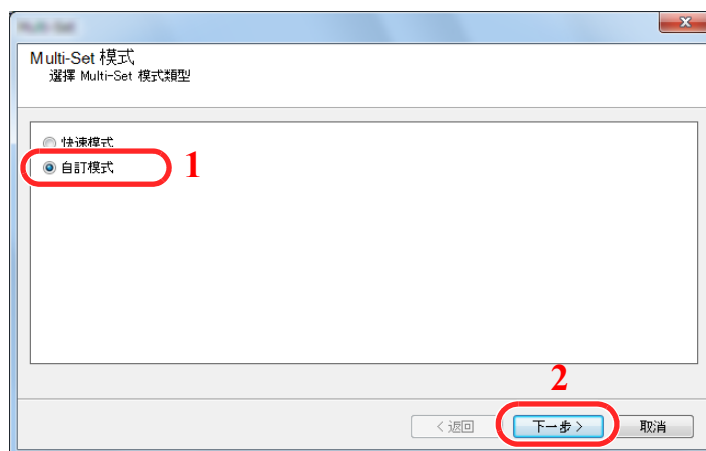 Multi-Set 模式
選擇 Multi-Set 模式類型
快速模式
自訂模式
1
2
< 返回
下一步 >
取消